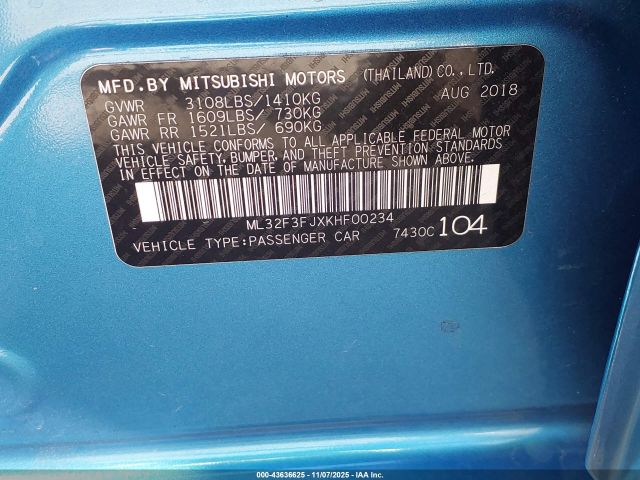 MFD.BY MITSUBISHI MOTORS (THAILAND)CO.,LTD.
GVWR 3108LBS/1410KG AUG 2018
GAWR FR 1609LBS/ 730KG
GAWR RR 1521LBS/ 690KG
THIS VEHICLE CONFORMS TO ALL APPLICABLE FEDERAL MOTOR
VEHICLE SAFETY, BUMPER, AND THEFT PREVENTION STANDARDS
IN EFFECT ON THE DATE OF MANUFACTURE SHOWN ABOVE.
ML32F3FJXKHF00234
VEHICLE TYPE:PASSENGER CAR 7430C 104
000-43636625 - 11/07/2025 - IAA Inc.